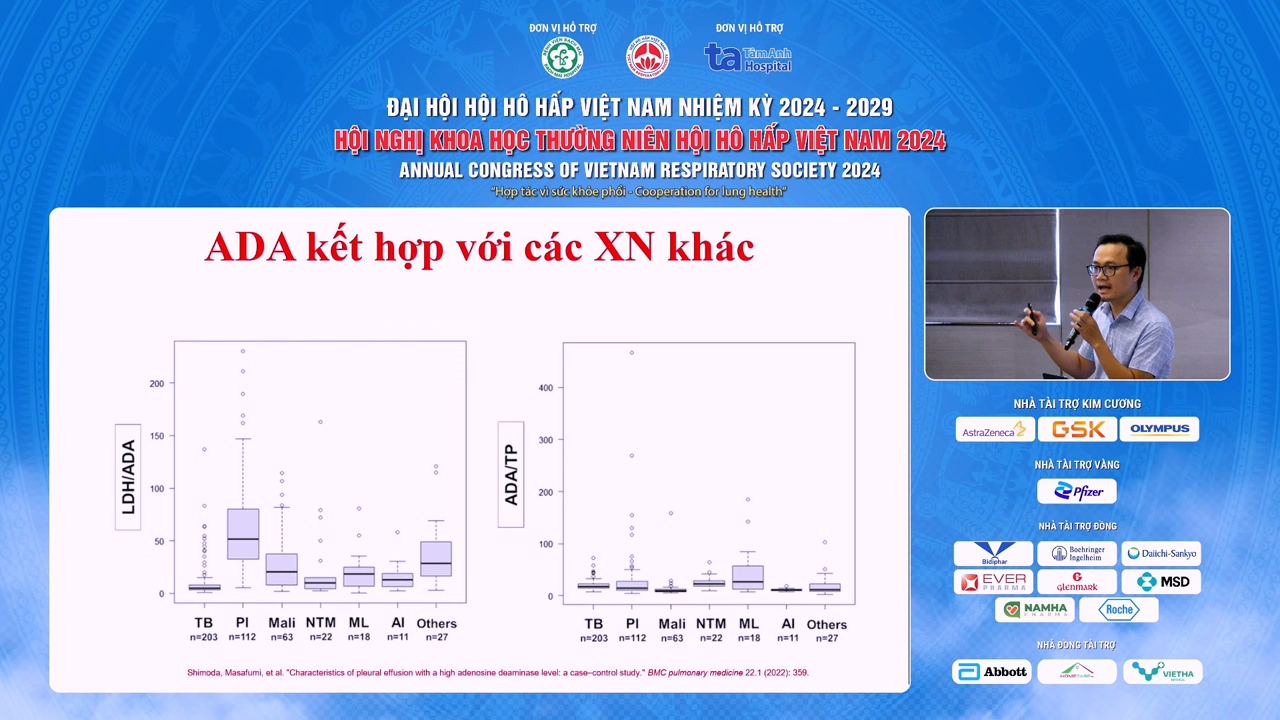 ĐƠN VỊ HỖ TRỢ
ĐƠN VỊ HỖ TRỢ
ta TâmAnh Hospital
ĐẠI HỘI HỘI HÔ HẤP VIỆT NAM NHIỆM KỲ 2024 - 2029
HỘI NGHỊ KHOA HỌC THƯỜNG NIÊN HỘI HÔ HẤP VIỆT NAM 2024
ANNUAL CONGRESS OF VIETNAM RESPIRATORY SOCIETY 2024
"Hợp tác vì sức khỏe phổi - Cooperation for lung health"
ADA kết hợp với các XN khác
LDH/ADA
200
150
100
50
0
TB PI Mali NTM ML AI Others
n=203 n=112 n=63 n=22 n=18 n=11 n=27
ADA/TP
400
300
200
100
0
TB PI Mali NTM ML AI Others
n=203 n=112 n=63 n=22 n=18 n=11 n=27
Shimoda, Masafumi, et al. "Characteristics of pleural effusion with a high adenosine deaminase level: a case–control study." BMC pulmonary medicine 22.1 (2022): 359.
NHÀ TÀI TRỢ KIM CƯƠNG
AstraZeneca GSK OLYMPUS
NHÀ TÀI TRỢ VÀNG
Pfizer
NHÀ TÀI TRỢ ĐỒNG
Bidiphar Boehringer Ingelheim Daiichi-Sankyo
EVER PHARMA Glenmark MSD
NAMHA PHARMA Roche
NHÀ ĐỒNG TÀI TRỢ
Abbott HOMECARE VIETHA